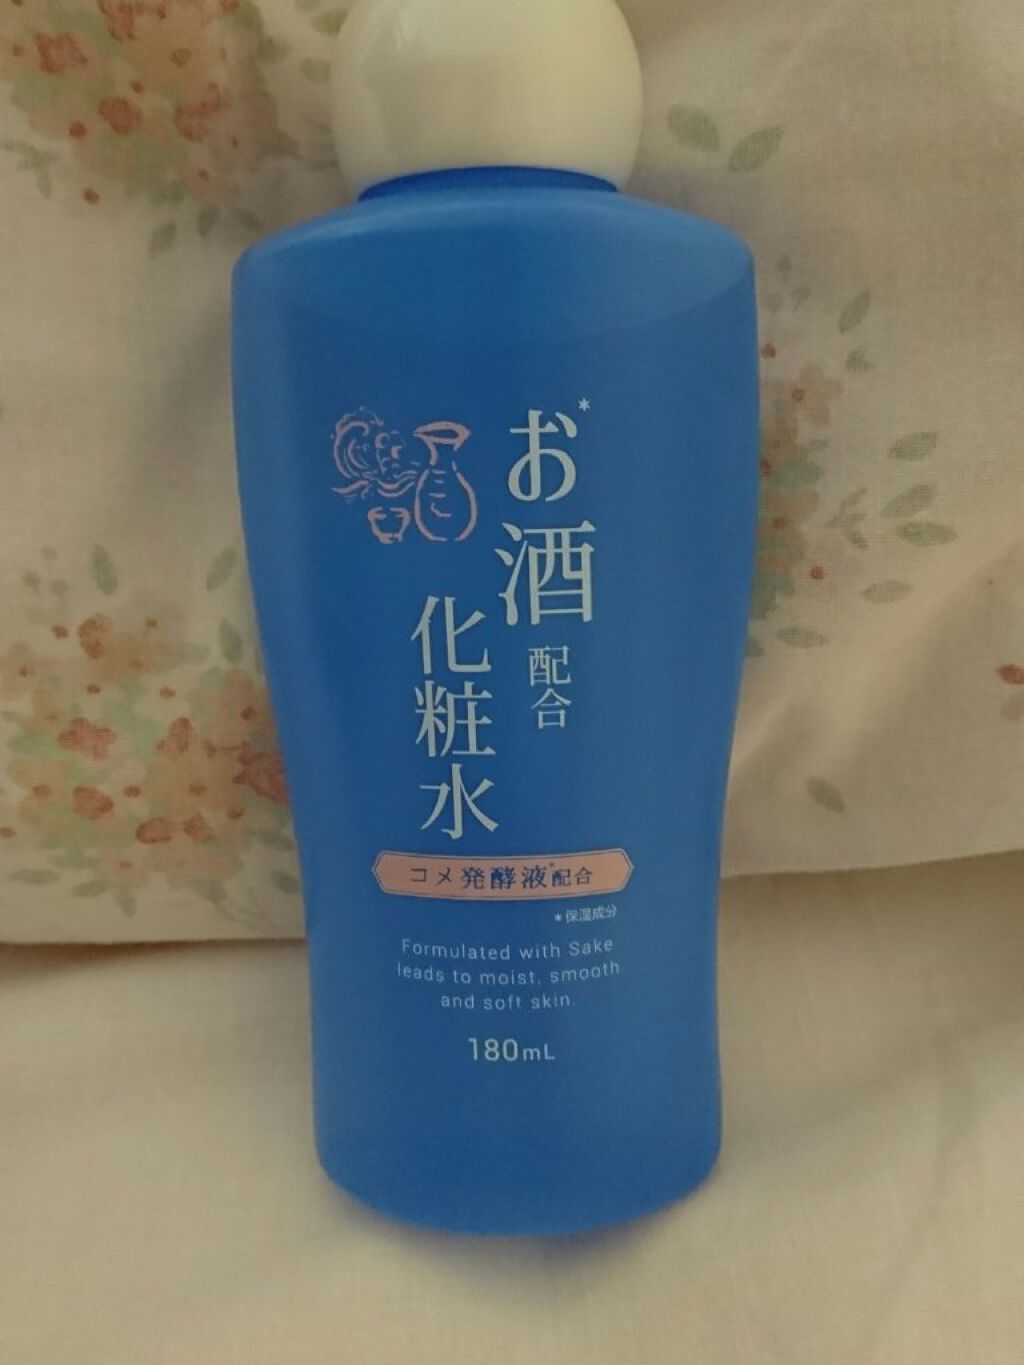 お酒*
配合
化粧水
コメ発酵液*配合
*保湿成分
Formulated with Sake
leads to moist, smooth
and soft skin.
180mL